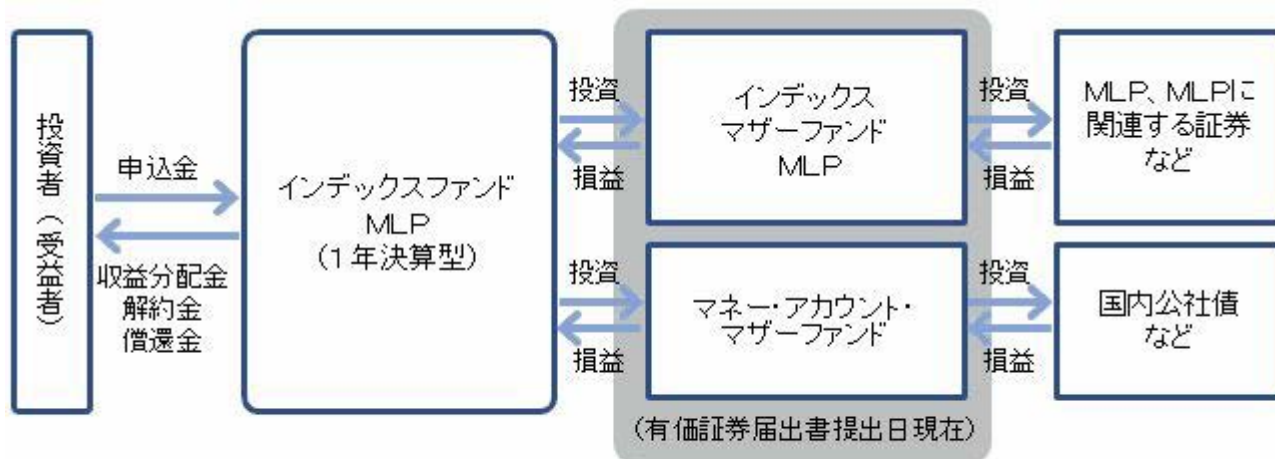 投資者(受益者)
申込金
収益分配金
解約金
償還金
インデックスファンド
MLP
(1年決算型)
投資
損益
投資
損益
インデックス
マザーファンド
MLP
マネー・アカウント・
マザーファンド
(有価証券届出書提出日現在)
投資
損益
投資
損益
MLP、MLPに
関連する証券
など
国内公社債
など